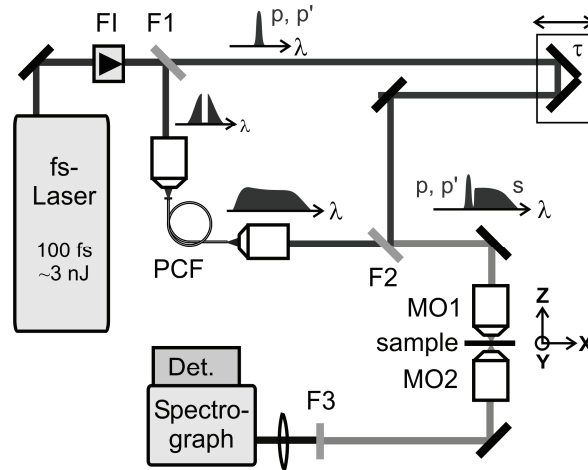 FI
F1
p, p'
λ
τ
fs-
Laser
100 fs
~3 nJ
λ
λ
PCF
F2
p, p'
s
λ
MO1
sample
MO2
Z
X
Y
Det.
Spectro-
graph
F3